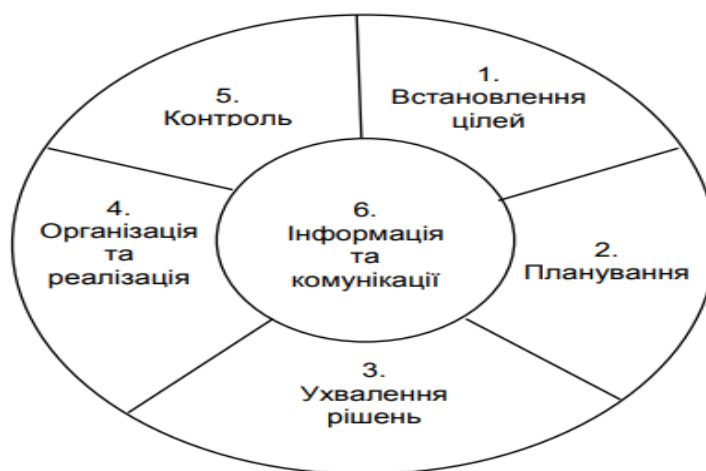 1.
Встановлення
цілей
2.
Планування
3.
Ухвалення
рішень
4.
Організація
та
реалізація
5.
Контроль
6.
Інформація
та
комунікації